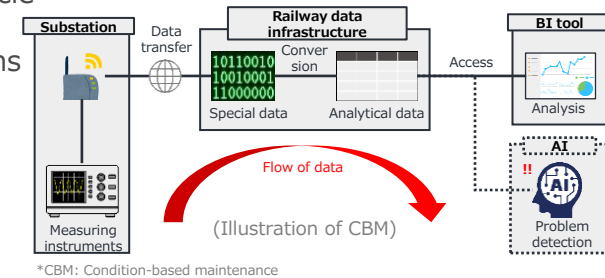 Substation
Data
transfer
Railway data
infrastructure
Conver
sion
10110010
10010001
11000000
Special data
Analytical data
Access
BI tool
Analysis
AI
!!
AI
Problem
detection
Measuring
instruments
Flow of data
(Illustration of CBM)
*CBM: Condition-based maintenance